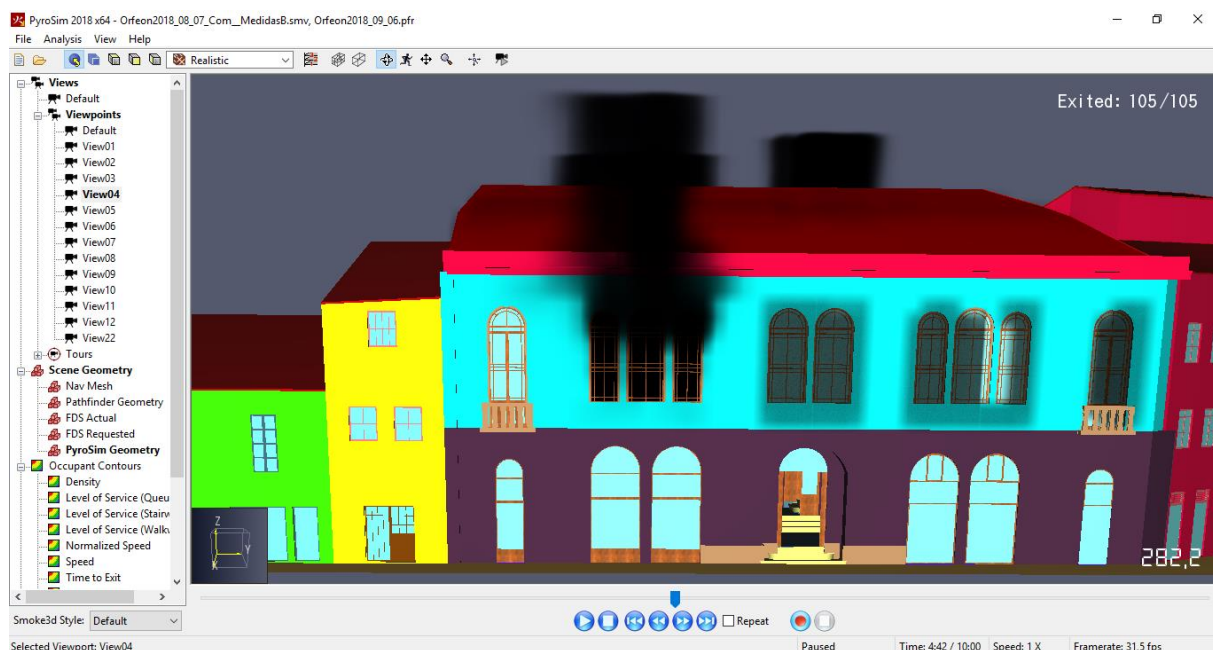 PyroSim 2018 x64 - Orfeon2018_08_07_Com__MedidasB.smv, Orfeon2018_09_06.pfr
File Analysis View Help
Realistic
Views
Default
Viewpoints
Default
View01
View02
View03
View04
View05
View06
View07
View08
View09
View10
View11
View12
View22
Tours
Scene Geometry
Nav Mesh
Pathfinder Geometry
FDS Actual
FDS Requested
PyroSim Geometry
Occupant Contours
Density
Level of Service (Queu
Level of Service (Stairw
Level of Service (Walkw
Normalized Speed
Speed
Time to Exit
Exited: 105/105
Z
Y
X
282,2
Smoke3d Style: Default
Repeat
Selected Viewport: View04
Paused
Time: 4:42 / 10:00
Speed: 1 X
Framerate: 31.5 fps